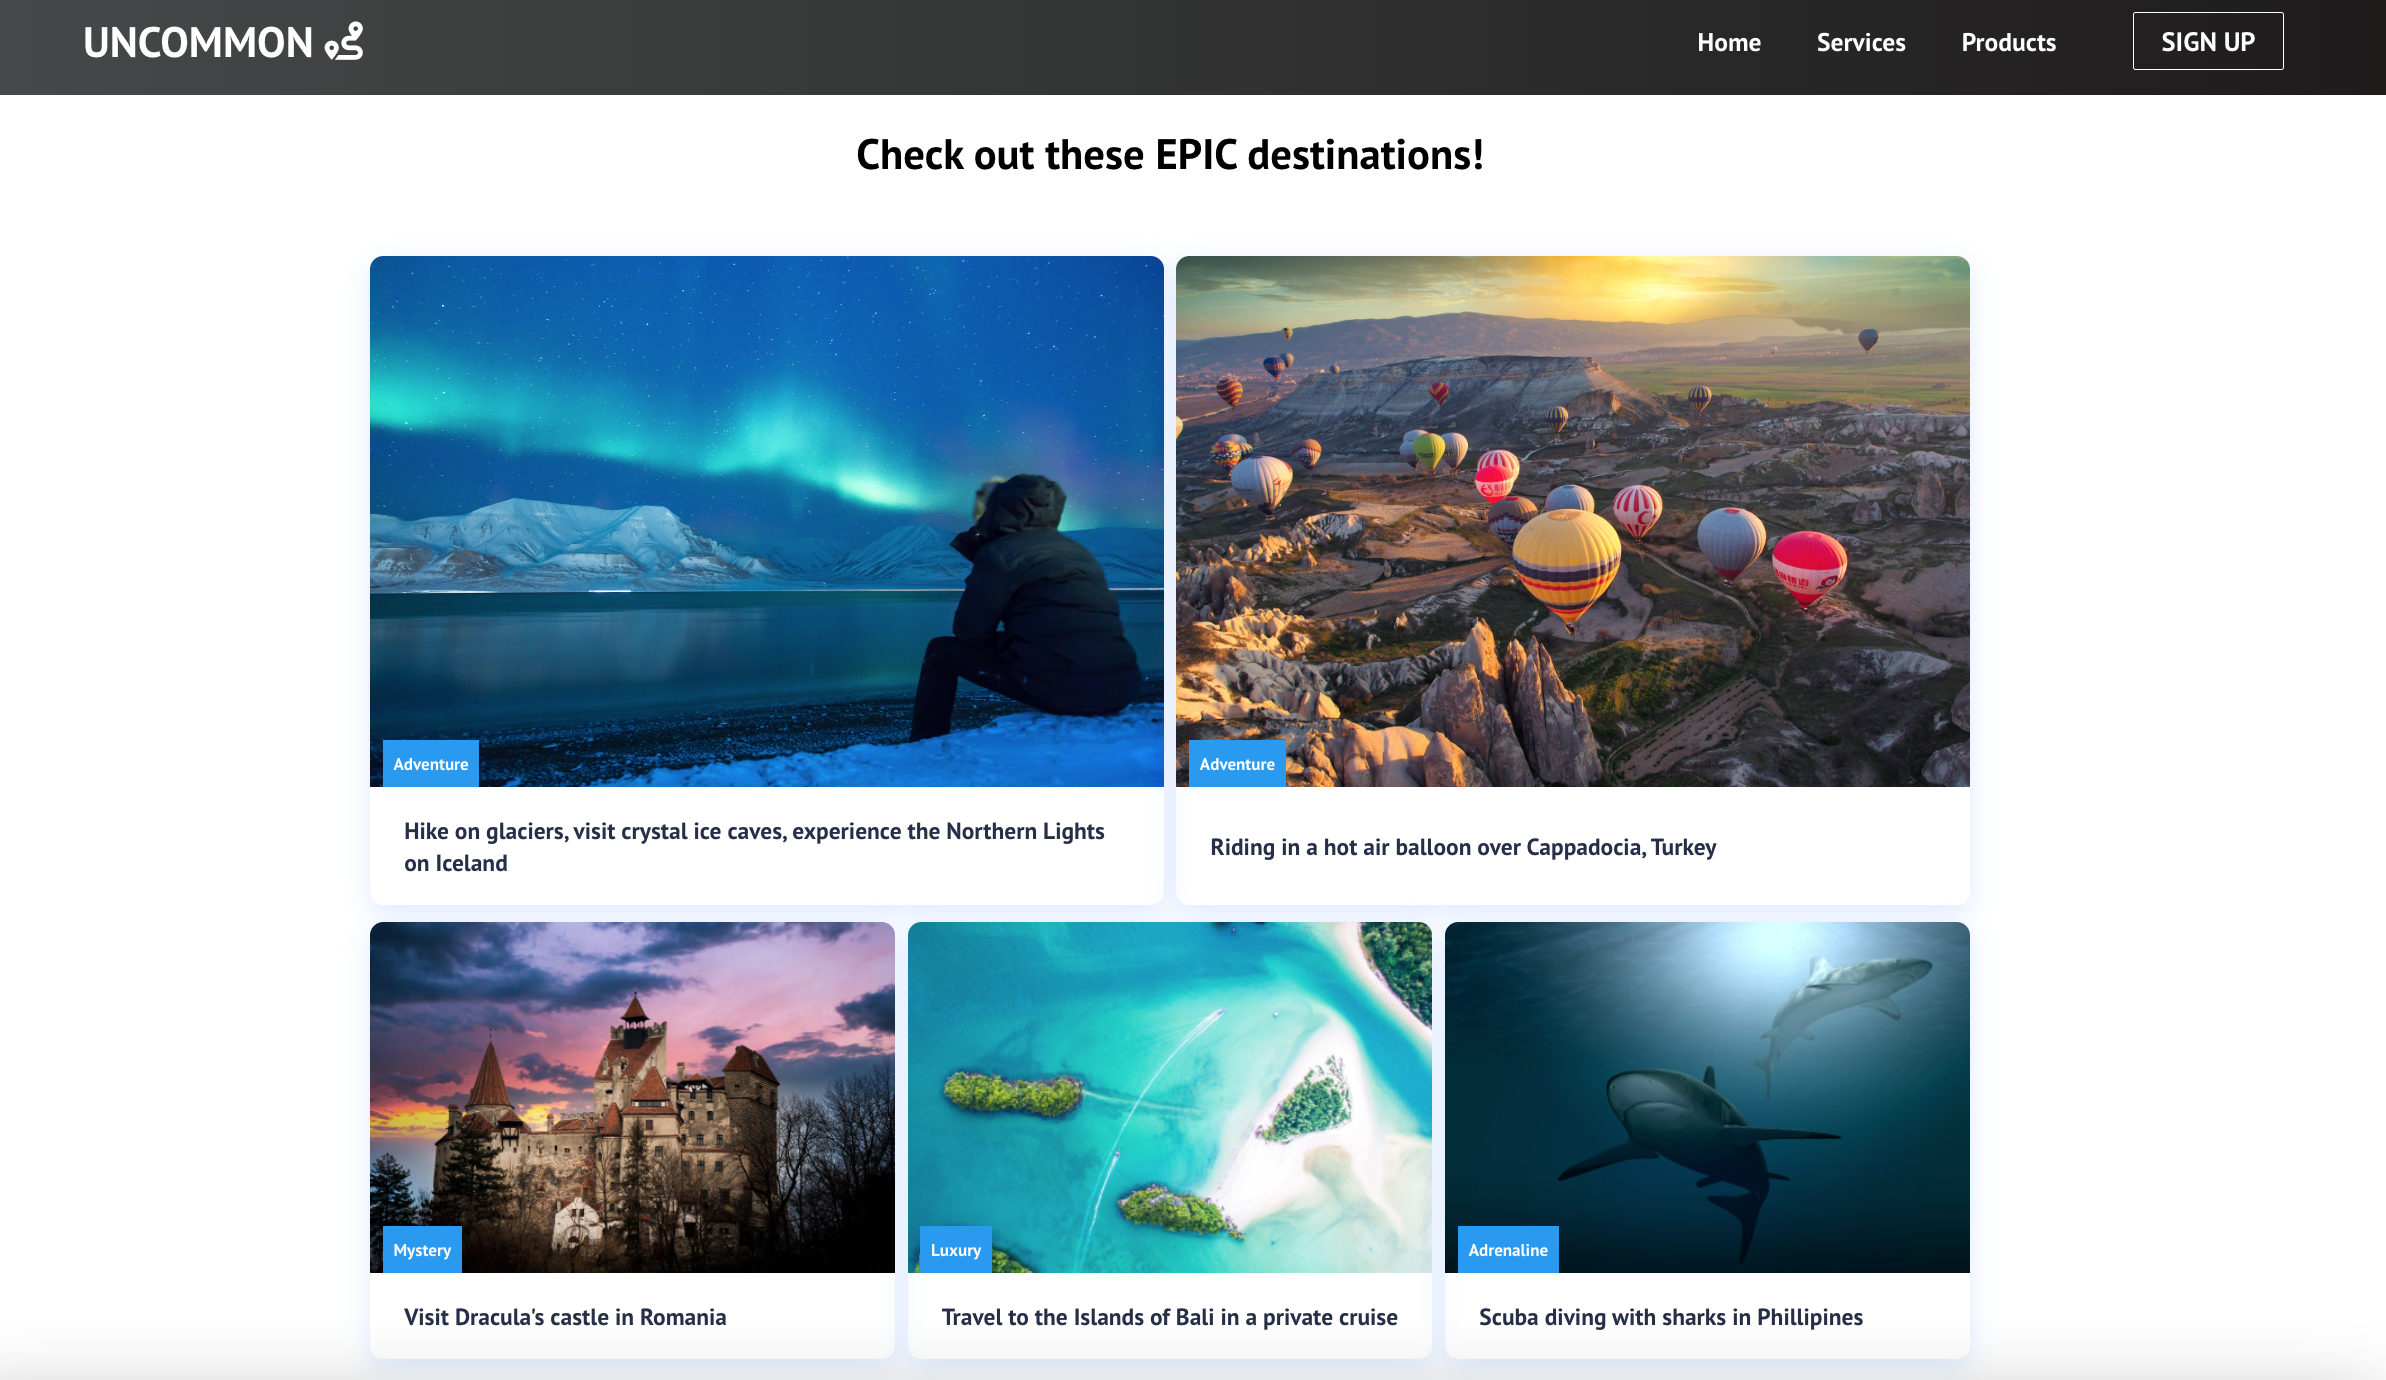 UNCOMMON
Home Services Products SIGN UP
Check out these EPIC destinations!
Adventure
Adventure
Hike on glaciers, visit crystal ice caves, experience the Northern Lights
on Iceland
Riding in a hot air balloon over Cappadocia, Turkey
Mystery
Luxury
Adrenaline
Visit Dracula's castle in Romania
Travel to the Islands of Bali in a private cruise
Scuba diving with sharks in Phillipines